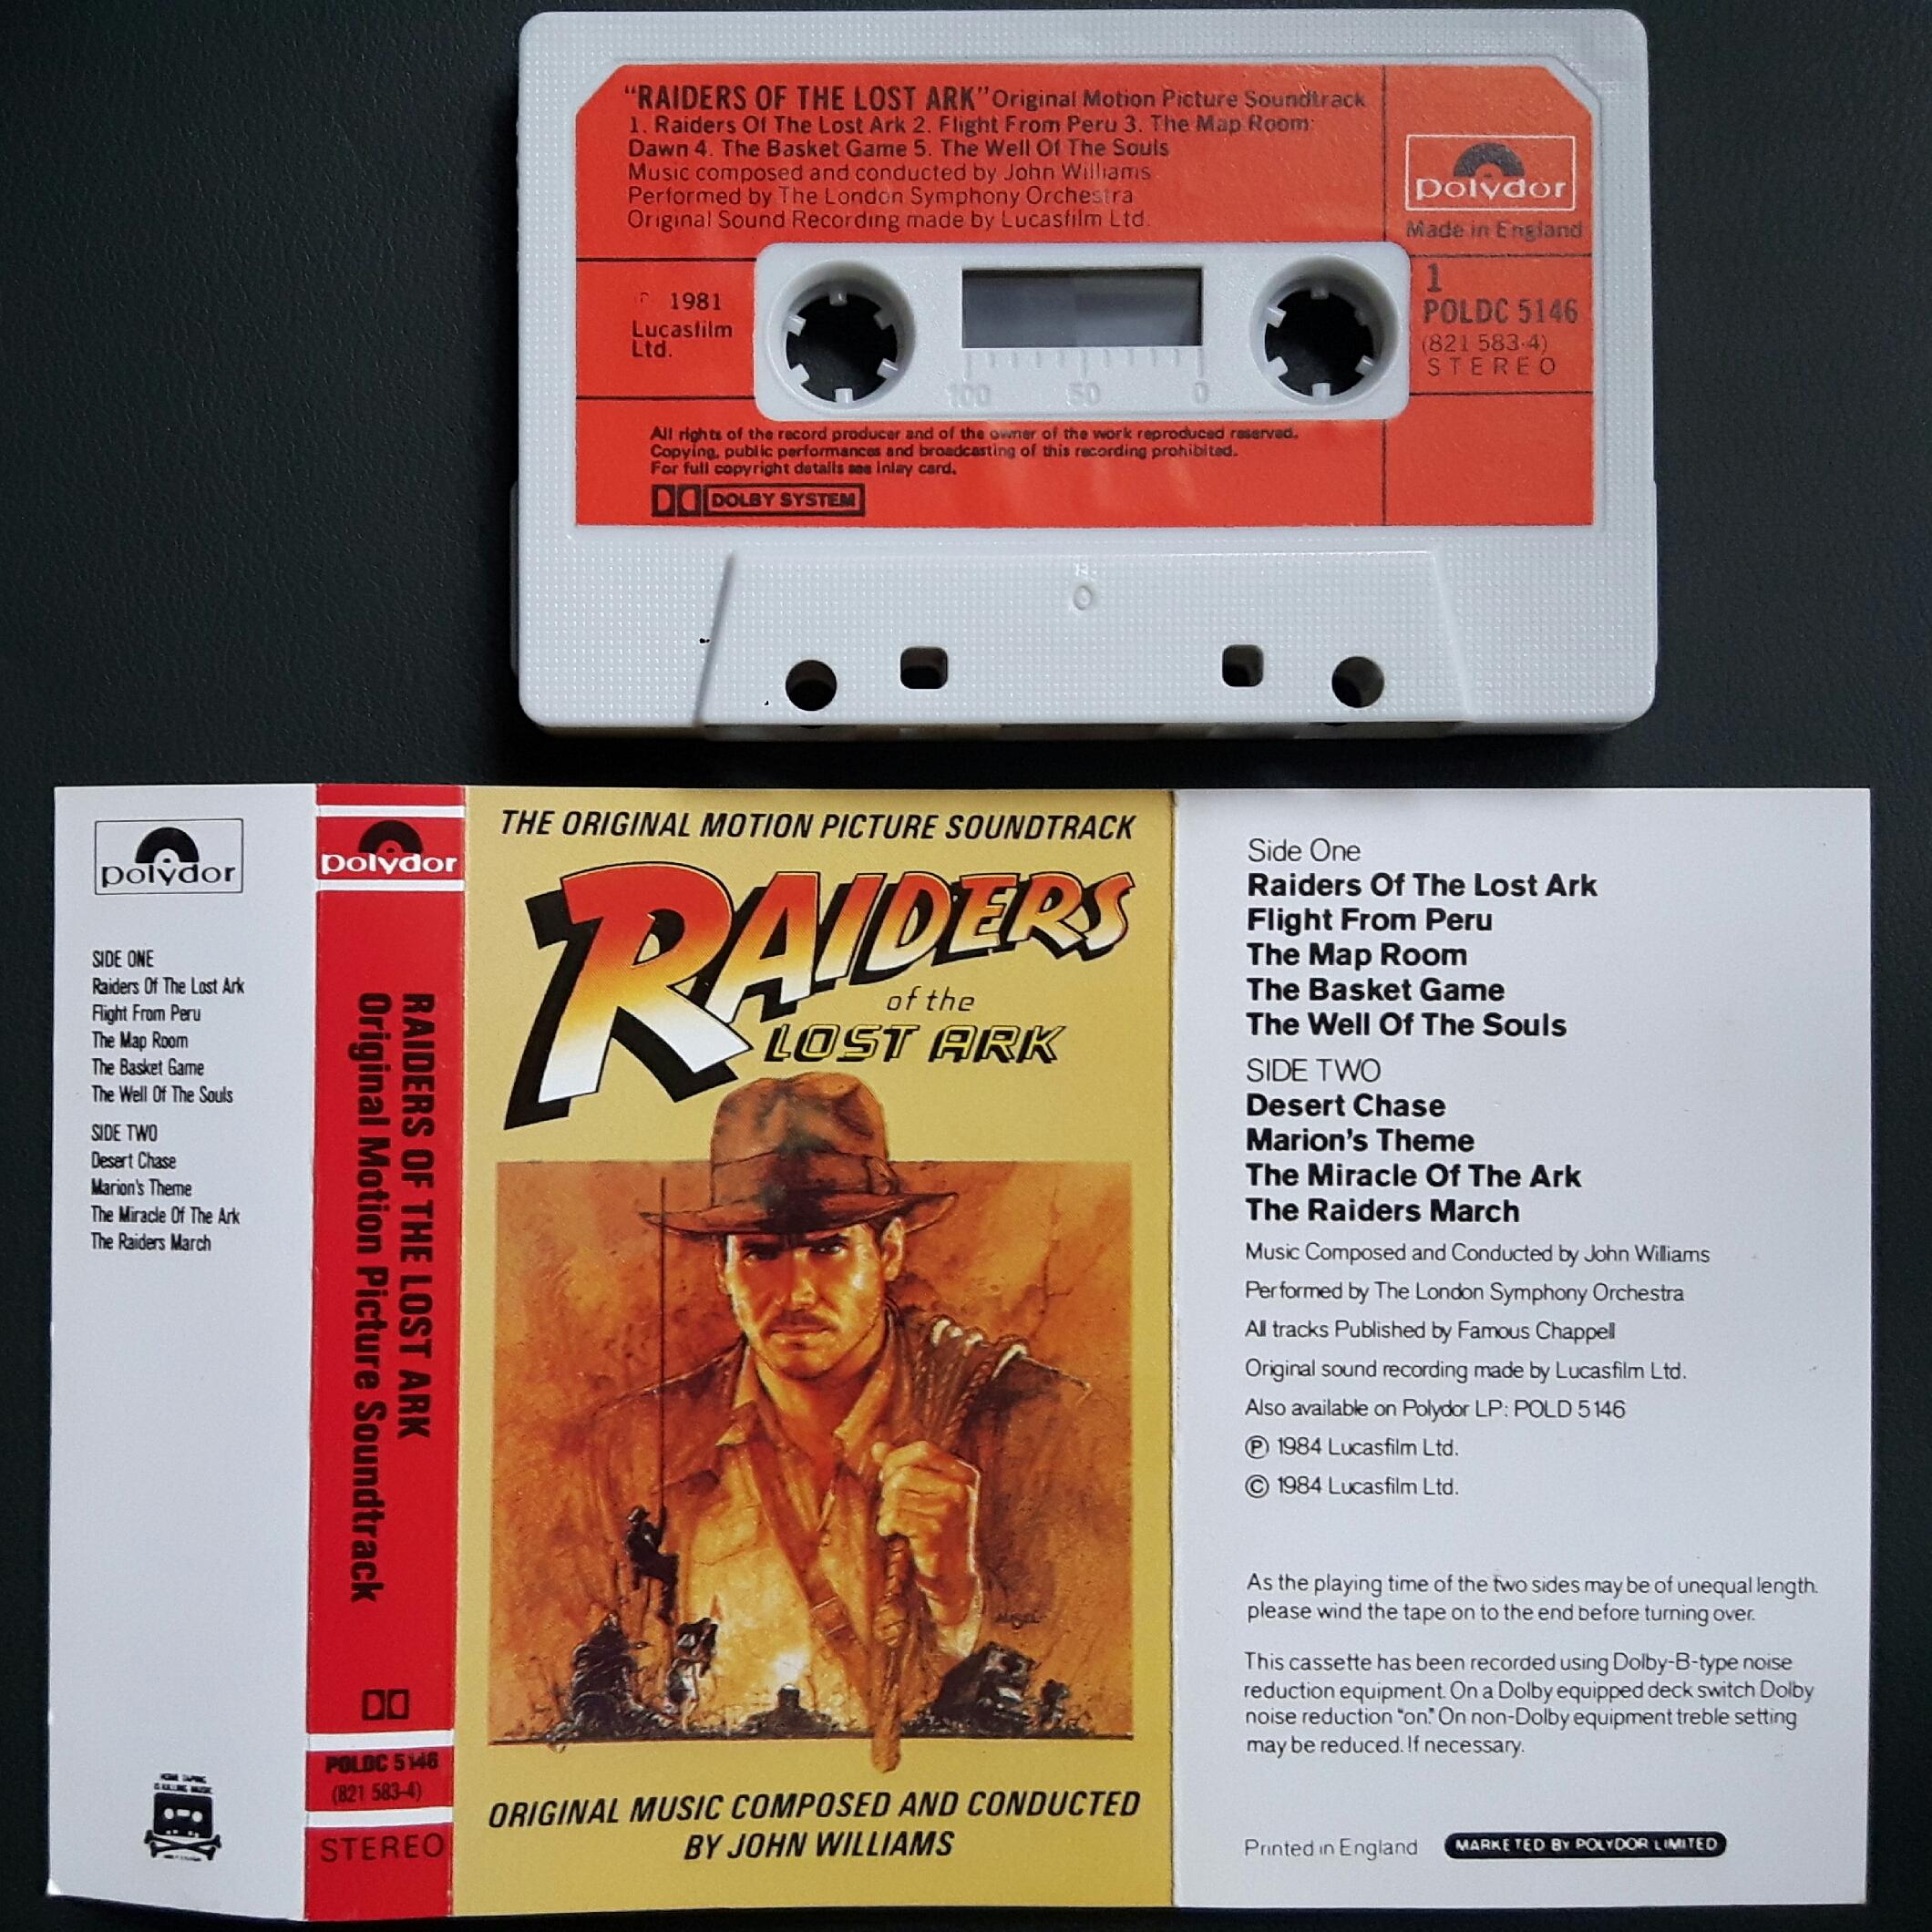 "RAIDERS OF THE LOST ARK" Original Motion Picture Soundtrack
1. Raiders Of The Lost Ark 2. Flight From Peru 3. The Map Room:
Dawn 4. The Basket Game 5. The Well Of The Souls
Music composed and conducted by John Williams
Performed by The London Symphony Orchestra
Original Sound Recording made by Lucasfilm Ltd.
polydor
Made in England
℗ 1981
Lucasfilm
Ltd.
100 50 0
1
POLDC 5146
(821 583-4)
STEREO
All rights of the record producer and of the owner of the work reproduced reserved.
Copying, public performances and broadcasting of this recording prohibited.
For full copyright details see inlay card.
DOLBY SYSTEM
polydor
SIDE ONE
Raiders Of The Lost Ark
Flight From Peru
The Map Room
The Basket Game
The Well Of The Souls
SIDE TWO
Desert Chase
Marion's Theme
The Miracle Of The Ark
The Raiders March
HOME TAPING
IS KILLING MUSIC
polydor
RAIDERS OF THE LOST ARK
Original Motion Picture Soundtrack
POLDC 5146
(821 583-4)
STEREO
THE ORIGINAL MOTION PICTURE SOUNDTRACK
RAIDERS
of the
LOST ARK
ORIGINAL MUSIC COMPOSED AND CONDUCTED
BY JOHN WILLIAMS
Side One
Raiders Of The Lost Ark
Flight From Peru
The Map Room
The Basket Game
The Well Of The Souls
SIDE TWO
Desert Chase
Marion's Theme
The Miracle Of The Ark
The Raiders March
Music Composed and Conducted by John Williams
Performed by The London Symphony Orchestra
All tracks Published by Famous Chappell
Original sound recording made by Lucasfilm Ltd.
Also available on Polydor LP: POLD 5146
℗ 1984 Lucasfilm Ltd.
© 1984 Lucasfilm Ltd.
As the playing time of the two sides may be of unequal length.
please wind the tape on to the end before turning over.
This cassette has been recorded using Dolby-B-type noise
reduction equipment. On a Dolby equipped deck switch Dolby
noise reduction "on." On non-Dolby equipment treble setting
may be reduced. If necessary.
Printed in England
MARKETED BY POLYDOR LIMITED